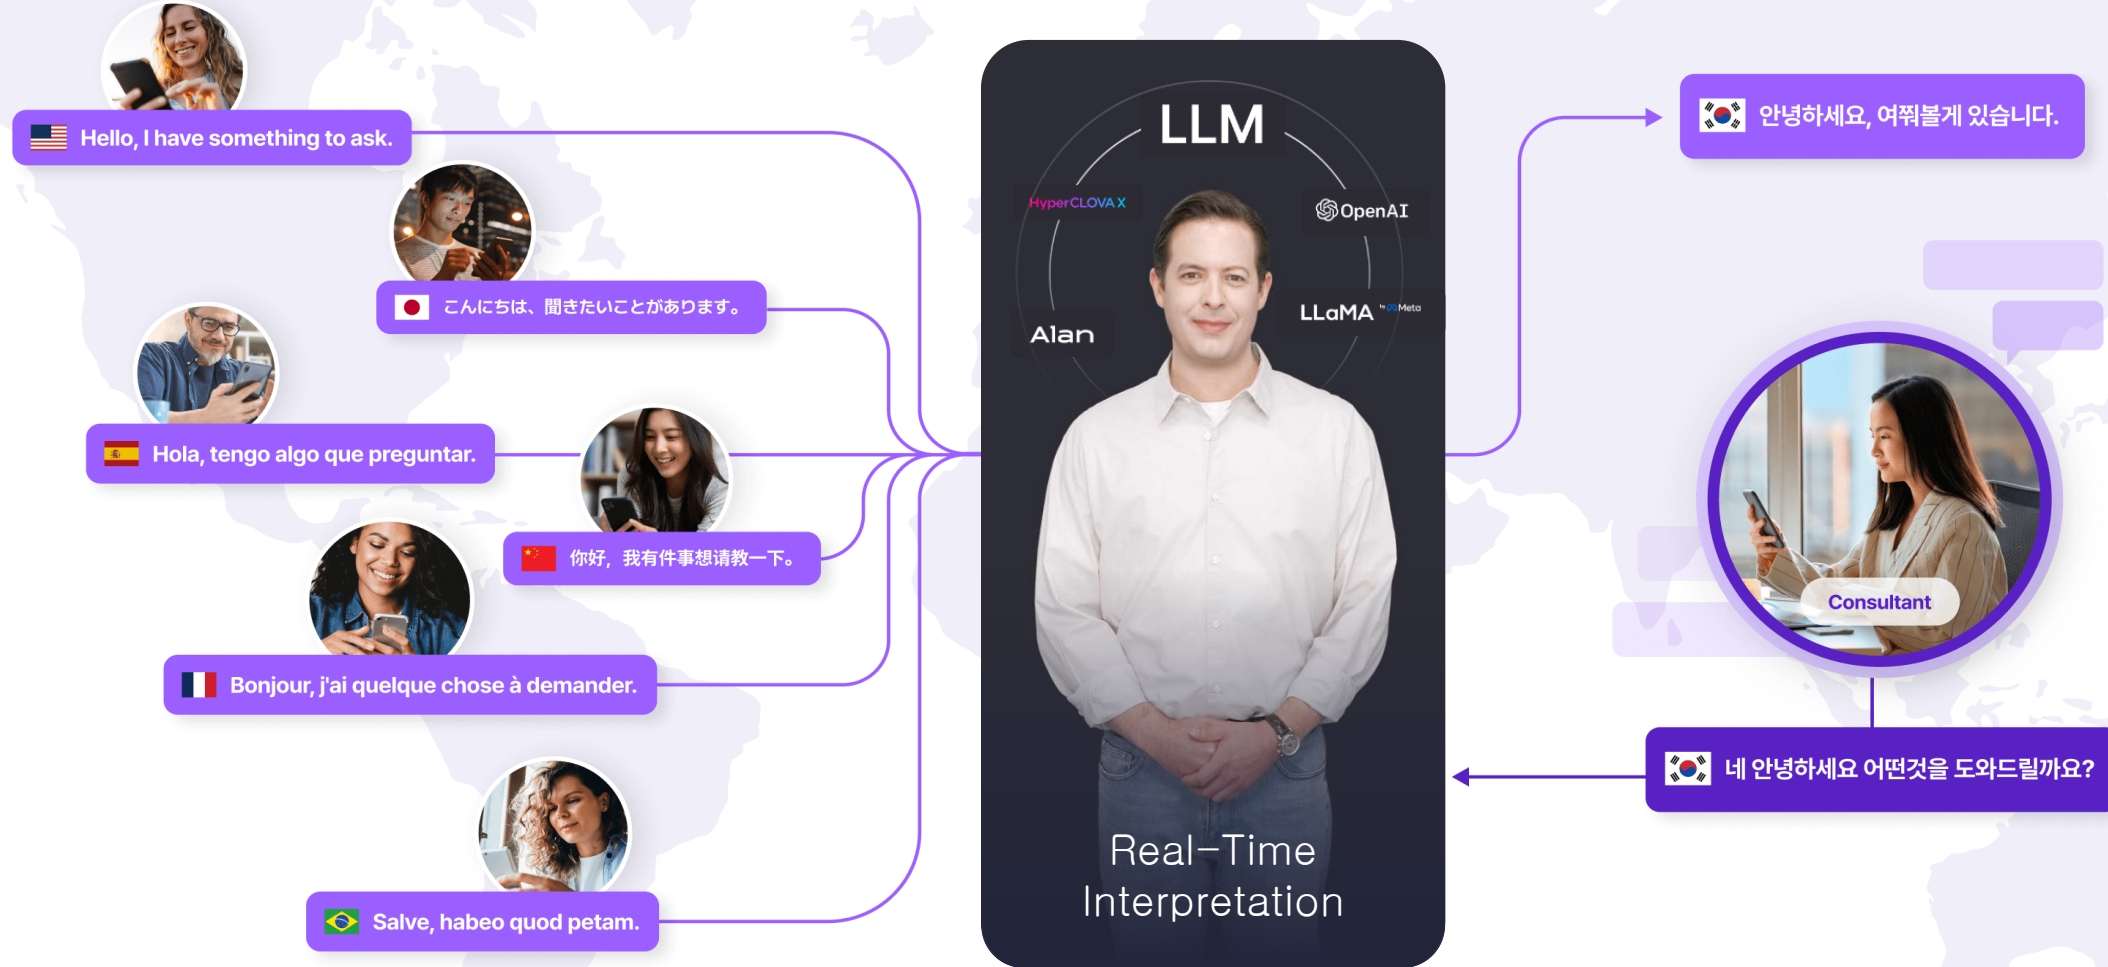 Hello, I have something to ask.
こんにちは、聞きたいことがあります。
Hola, tengo algo que preguntar.
你好，我有件事想请教一下。
Bonjour, j'ai quelque chose à demander.
Salve, habeo quod petam.
LLM
HyperCLOVA X
OpenAI
Alan
LLaMA by Meta
Real-Time
Interpretation
안녕하세요, 여쭤볼게 있습니다.
Consultant
네 안녕하세요 어떤것을 도와드릴까요?